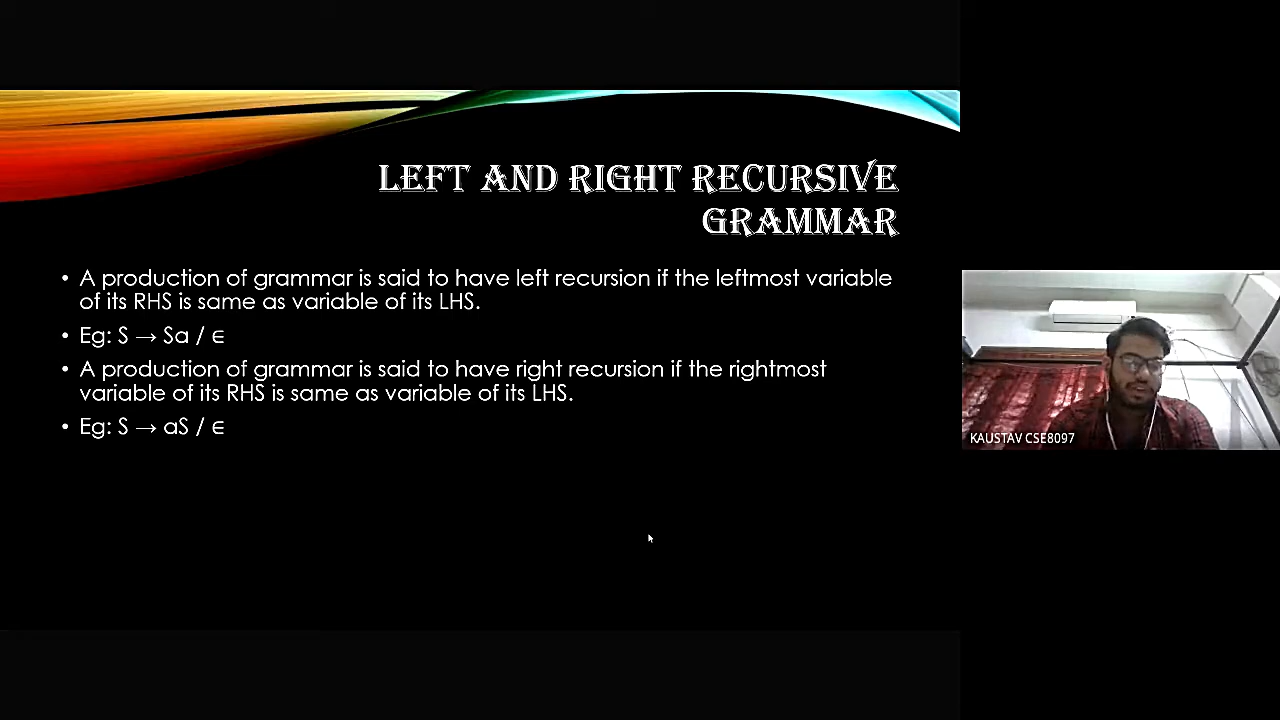 LEFT AND RIGHT RECURSIVE
GRAMMAR
• A production of grammar is said to have left recursion if the leftmost variable
of its RHS is same as variable of its LHS.
• Eg: S → Sa / ∈
• A production of grammar is said to have right recursion if the rightmost
variable of its RHS is same as variable of its LHS.
• Eg: S → aS / ∈
KAUSTAV CSE8097